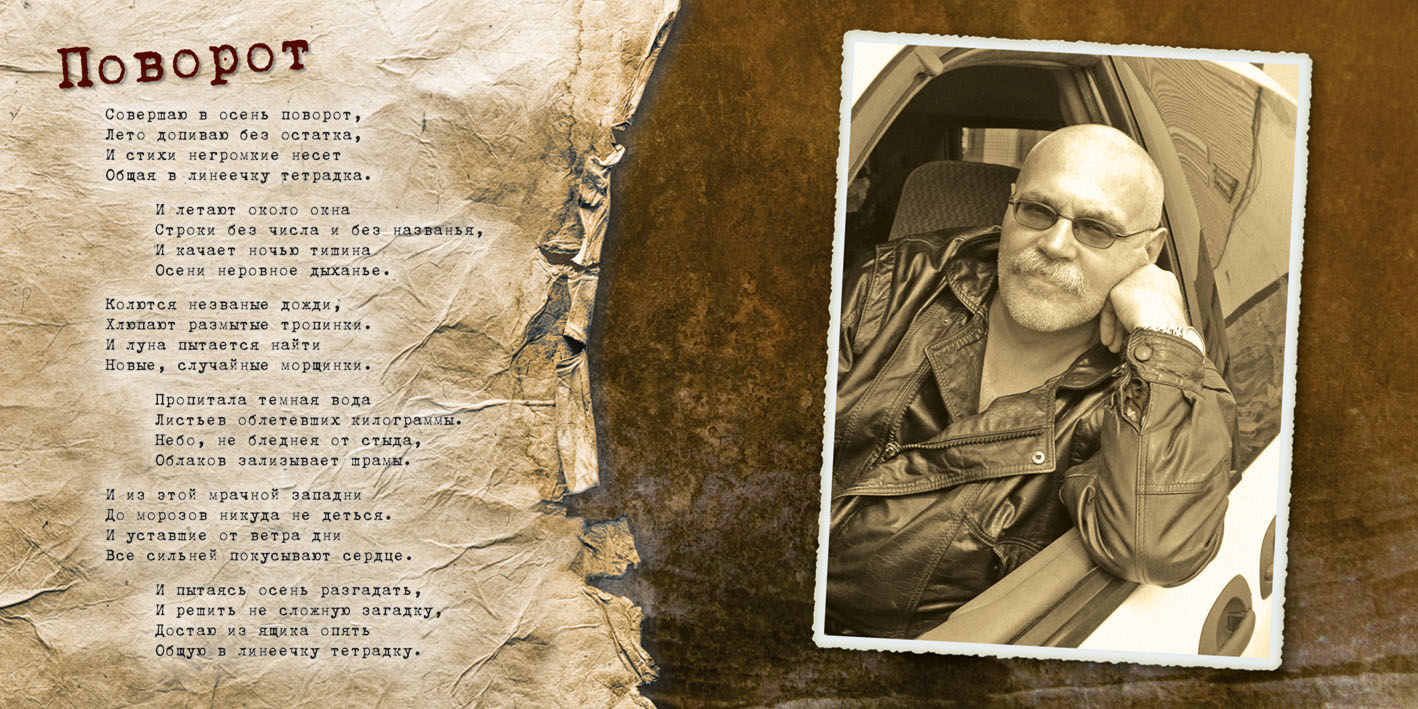 Поворот
Совершаю в осень поворот,
Лето допиваю без остатка,
И стихи негромкие несет
Общая в линеечку тетрадка.
И летают около окна
Строки без числа и без названья,
И качает ночью тишина
Осени неровное дыханье.
Колются незваные дожди,
Хлюпают размытые тропинки.
И луна пытается найти
Новые, случайные морщинки.
Пропитала темная вода
Листьев облетевших килограммы.
Небо, не бледнея от стыда,
Облаков зализывает шрамы.
И из этой мрачной западни
До морозов никуда не деться.
И уставшие от ветра дни
Все сильней покусывают сердце.
И пытаясь осень разгадать,
И решить не сложную загадку,
Достаю из ящика опять
Общую в линеечку тетрадку.